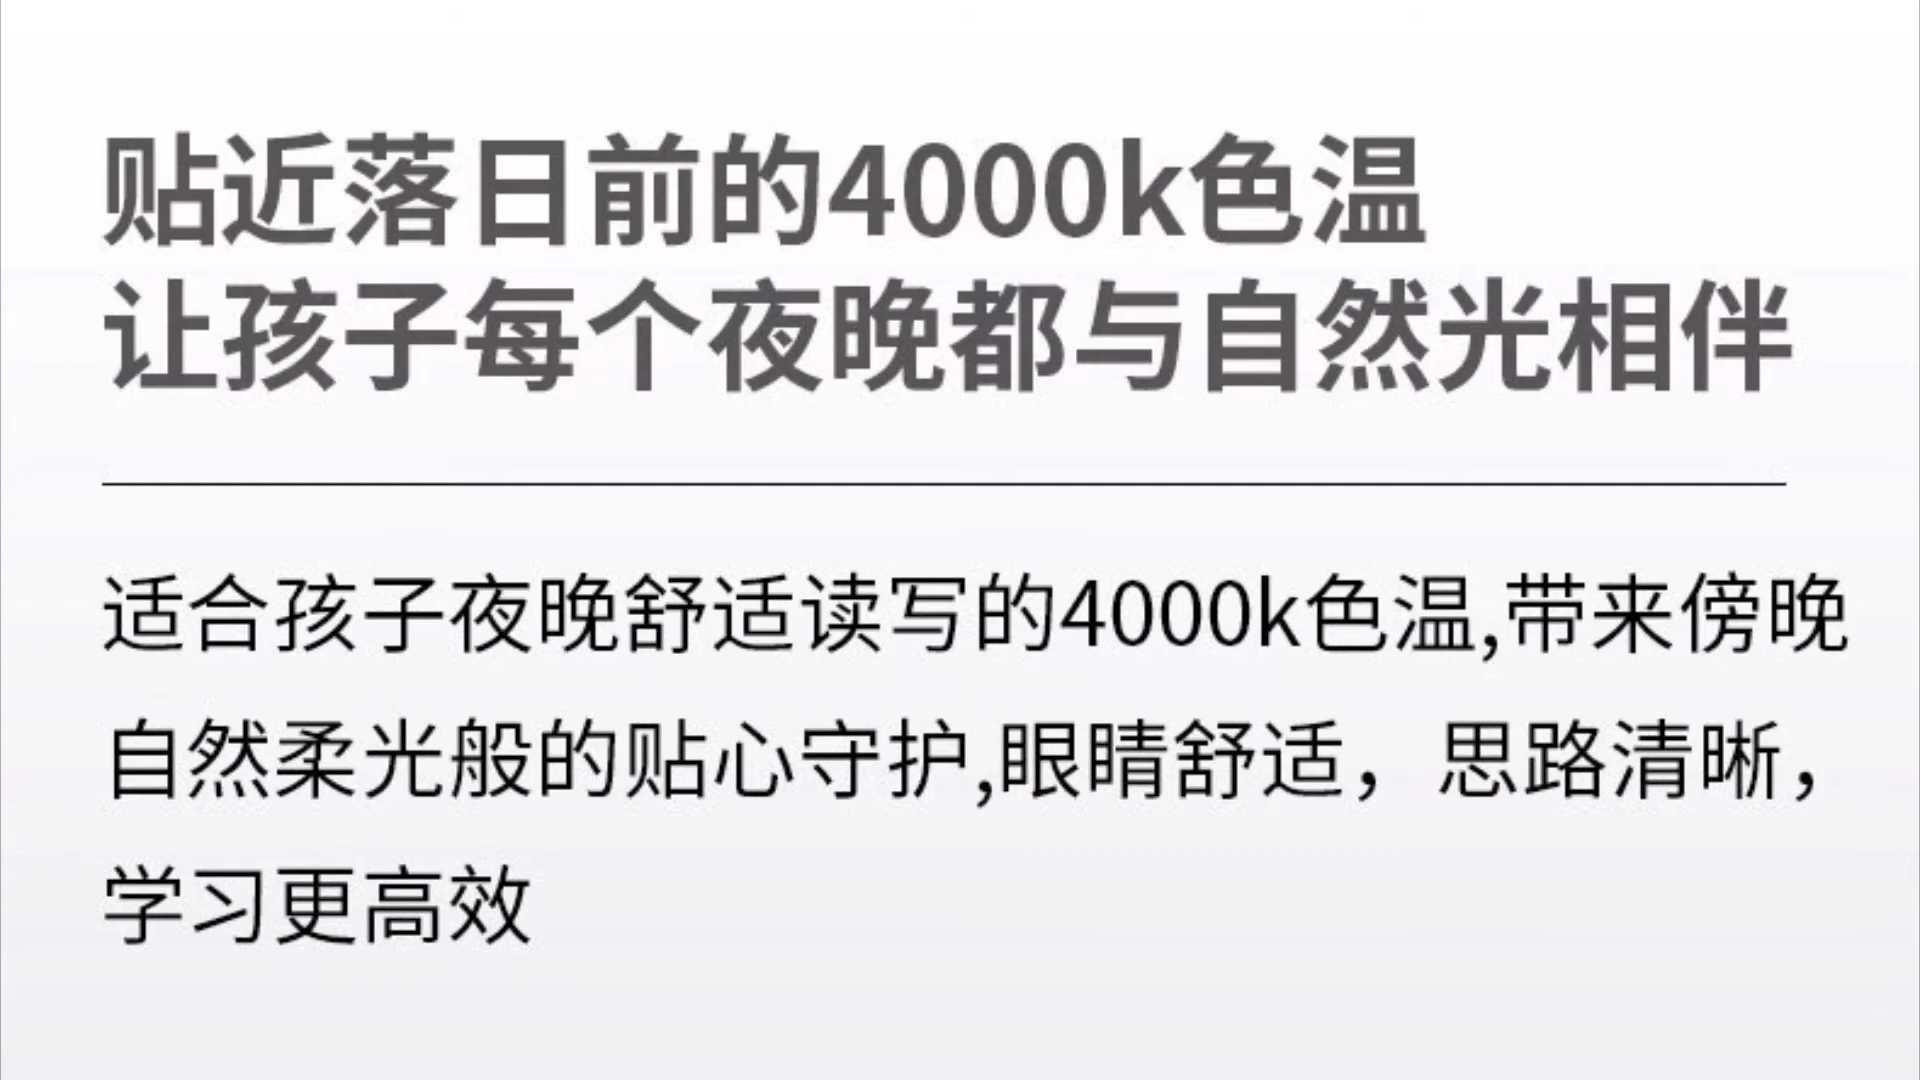 贴近落日前的4000k色温
让孩子每个夜晚都与自然光相伴
适合孩子夜晚舒适读写的4000k色温,带来傍晚
自然柔光般的贴心守护,眼睛舒适，思路清晰，
学习更高效